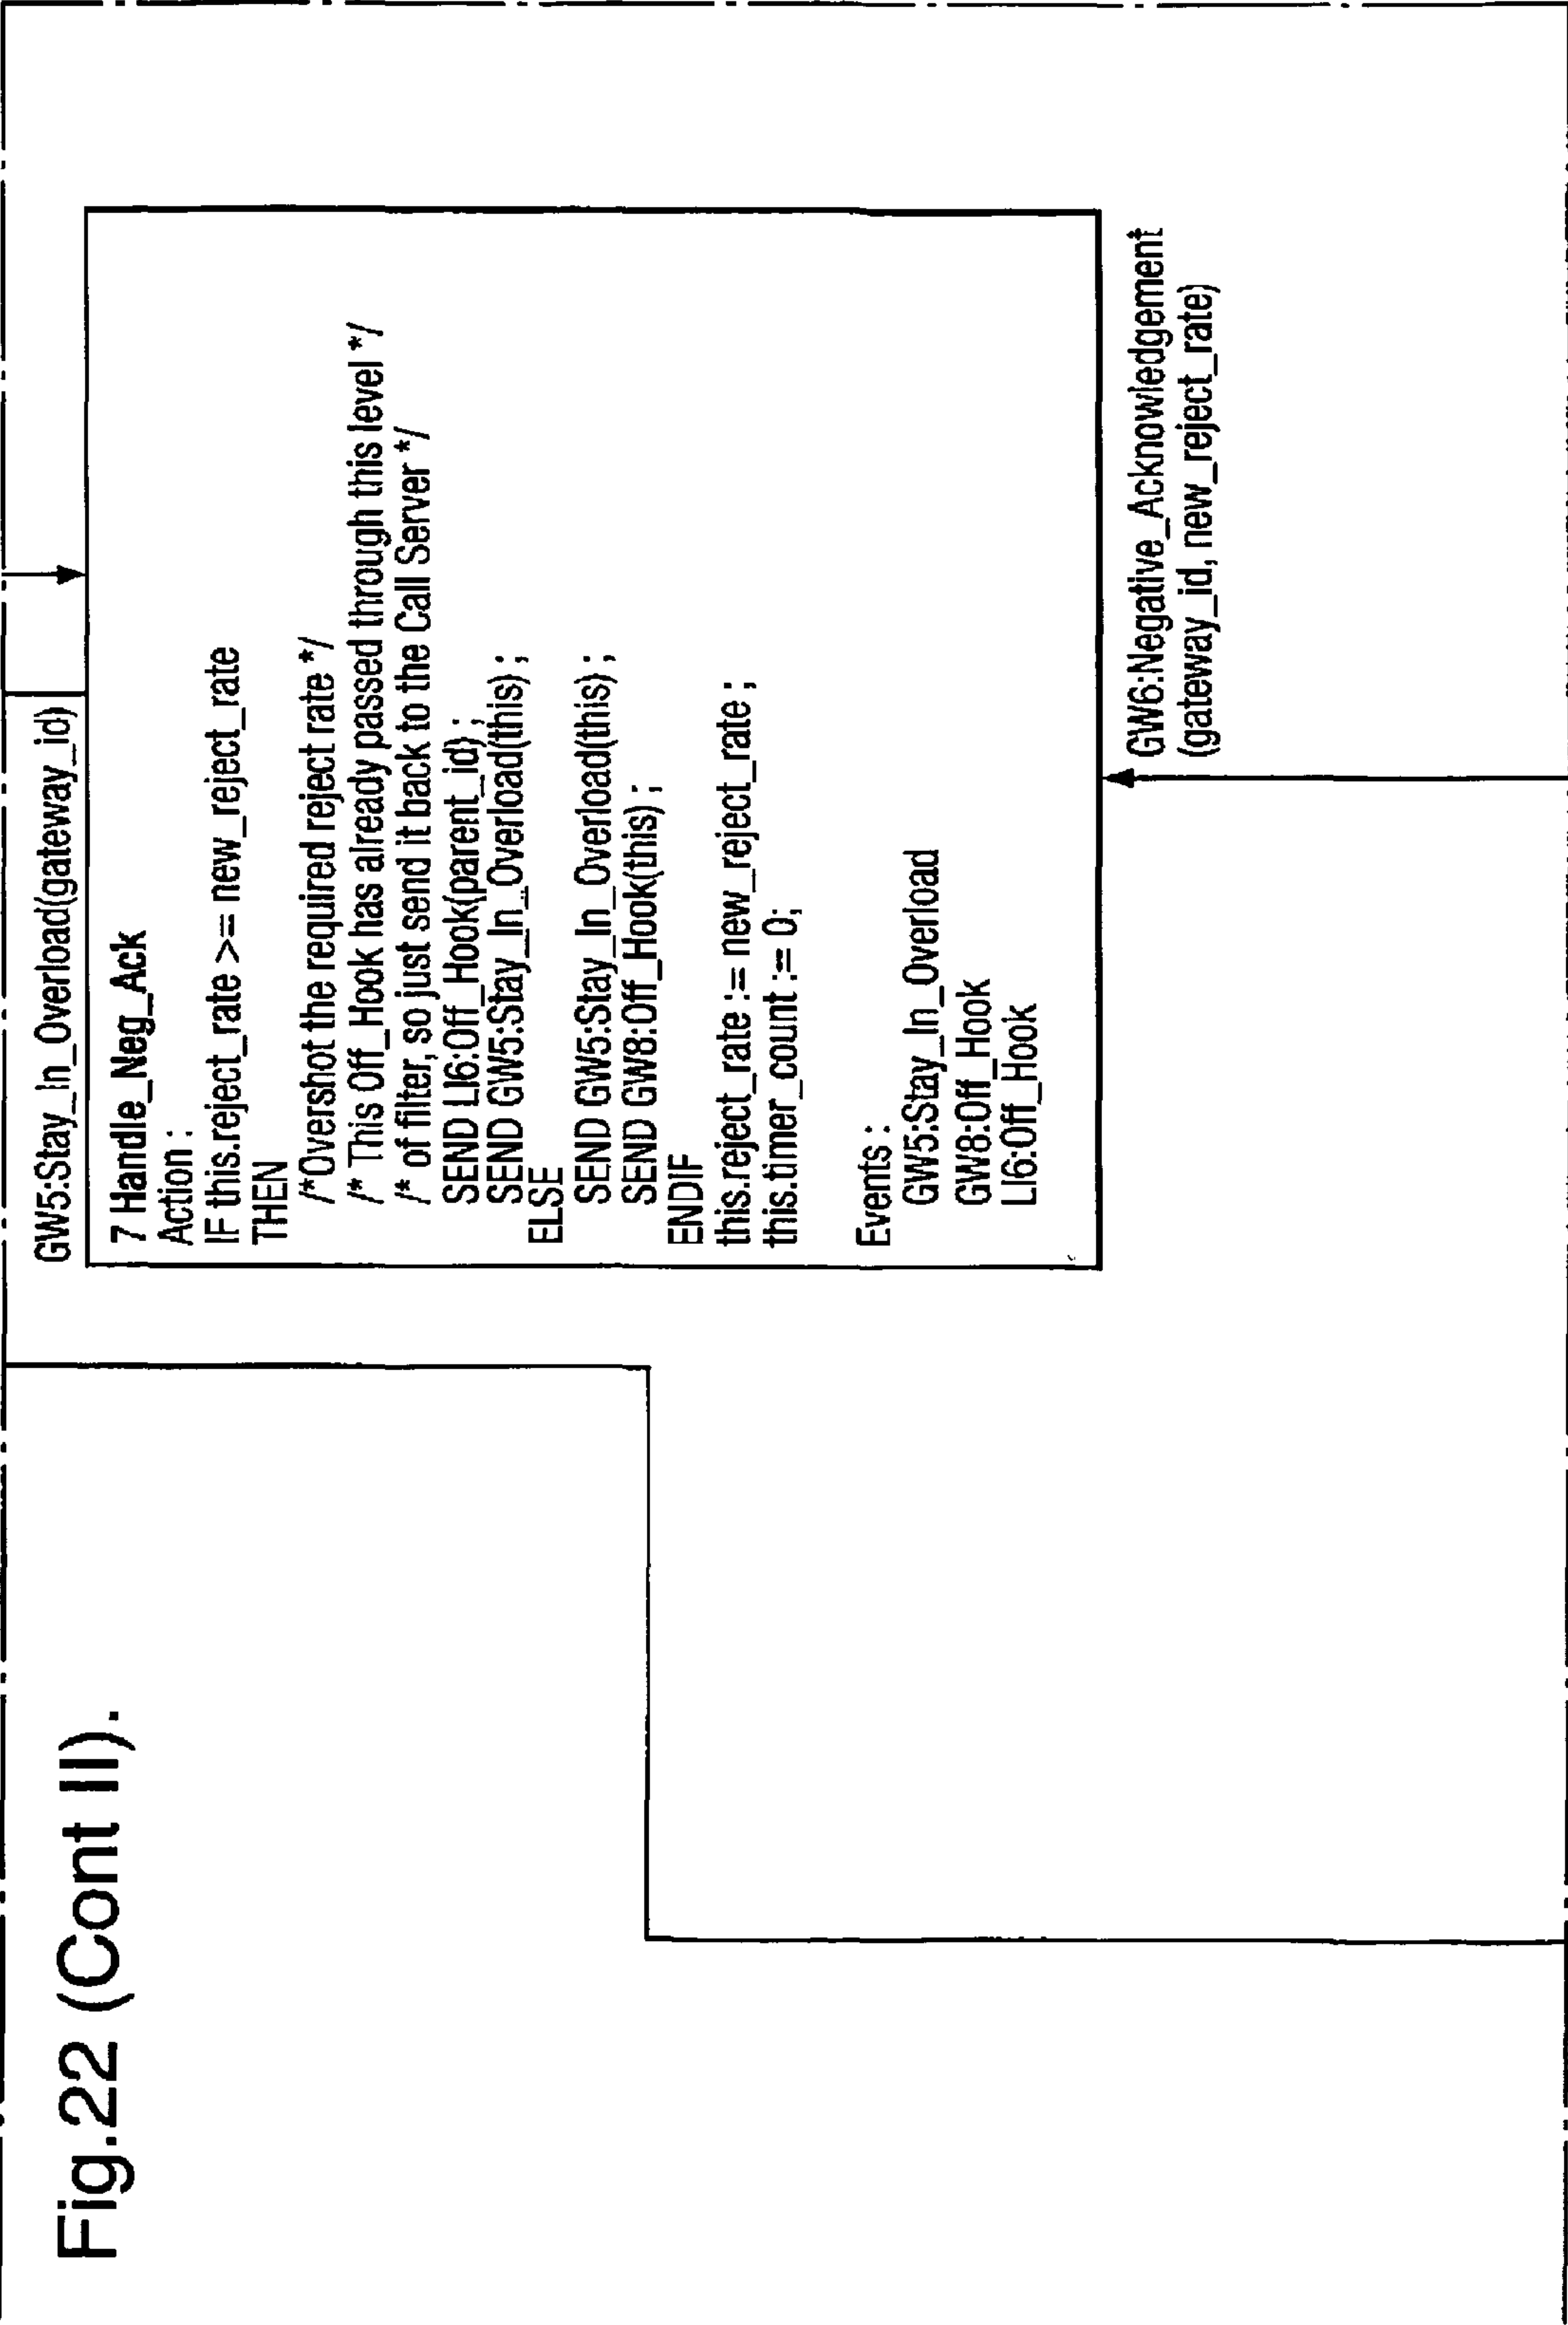 Fig.22 (Cont II).
GW5:Stay_In_Overload(gateway_id)
7 Handle_Neg_Ack
Action :
IF this.reject_rate >= new_reject_rate
THEN
/*Overshot the required reject rate */
/* This Off_Hook has already passed through this level */
/* of filter, so just send it back to the Call Server */
SEND LI6:Off_Hook(parent_id) ;
SEND GW5:Stay_In_Overload(this) ;
ELSE
SEND GW5:Stay_In_Overload(this) ;
SEND GW8:Off_Hook(this) ;
ENDIF
this.reject_rate := new_reject_rate ;
this.timer_count := 0;
Events :
GW5:Stay_In_Overload
GW8:Off_Hook
LI6:Off_Hook
GW6:Negative_Acknowledgement
(gateway_id, new_reject_rate)